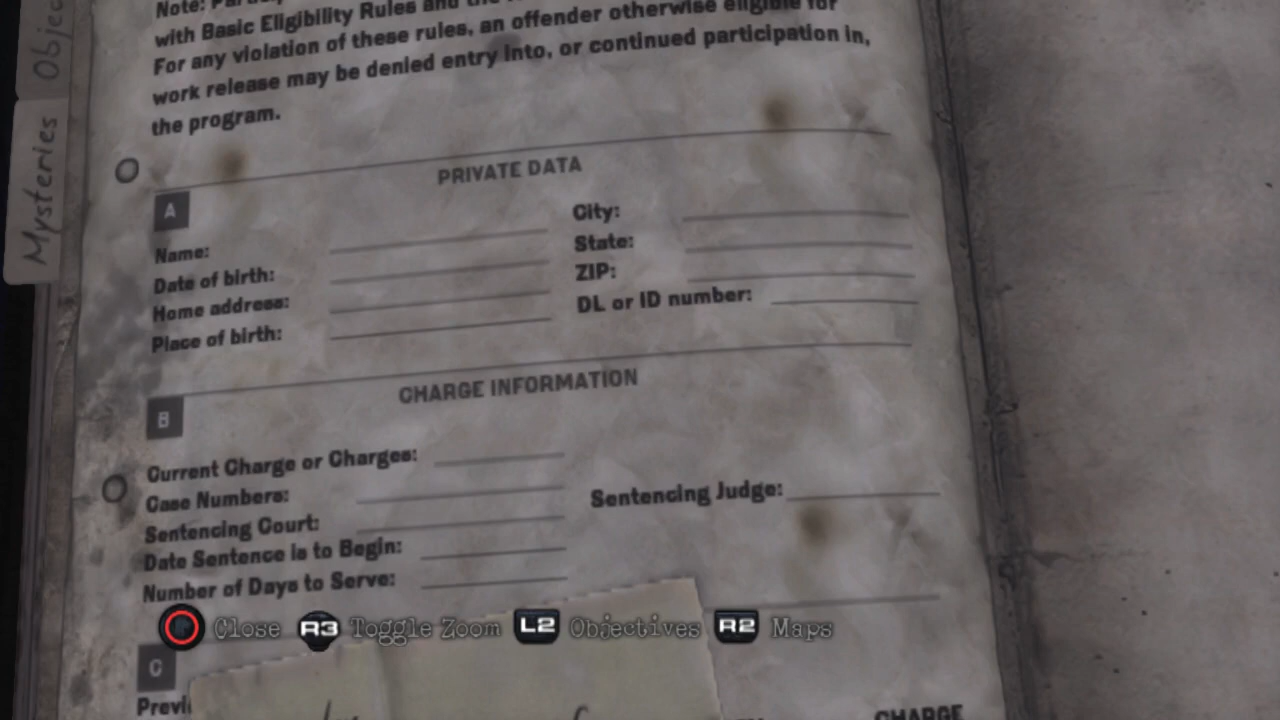 Note:
with Basic Eligibility Rules and the
For any violation of these rules, an offender otherwise eligible for
work release may be denied entry into, or continued participation in,
the program.
Mysteries
PRIVATE DATA
A
Name:
Date of birth:
Home address:
Place of birth:
City:
State:
ZIP:
DL or ID number:
CHARGE INFORMATION
B
Current Charge or Charges:
Case Numbers:
Sentencing Court:
Date Sentence is to Begin:
Number of Days to Serve:
Sentencing Judge:
Close R3 Toggle Zoom L2 Objectives R2 Maps
C
CHARGE